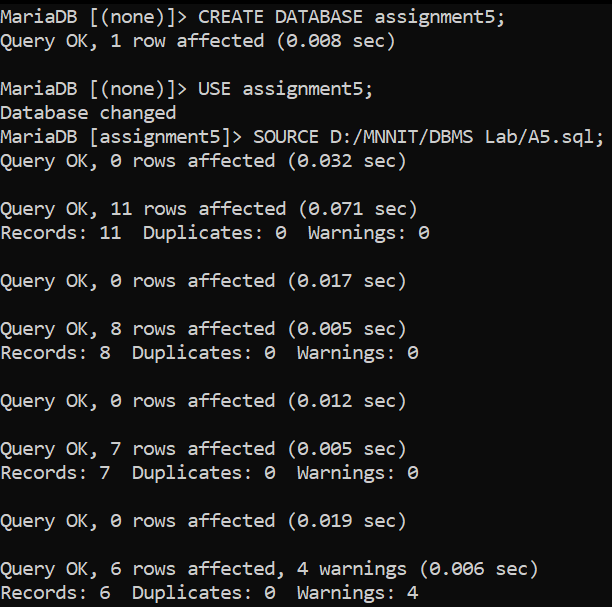 MariaDB [(none)]> CREATE DATABASE assignment5;
Query OK, 1 row affected (0.008 sec)
MariaDB [(none)]> USE assignment5;
Database changed
MariaDB [assignment5]> SOURCE D:/MNNIT/DBMS Lab/A5.sql;
Query OK, 0 rows affected (0.032 sec)
Query OK, 11 rows affected (0.071 sec)
Records: 11  Duplicates: 0  Warnings: 0
Query OK, 0 rows affected (0.017 sec)
Query OK, 8 rows affected (0.005 sec)
Records: 8  Duplicates: 0  Warnings: 0
Query OK, 0 rows affected (0.012 sec)
Query OK, 7 rows affected (0.005 sec)
Records: 7  Duplicates: 0  Warnings: 0
Query OK, 0 rows affected (0.019 sec)
Query OK, 6 rows affected, 4 warnings (0.006 sec)
Records: 6  Duplicates: 0  Warnings: 4